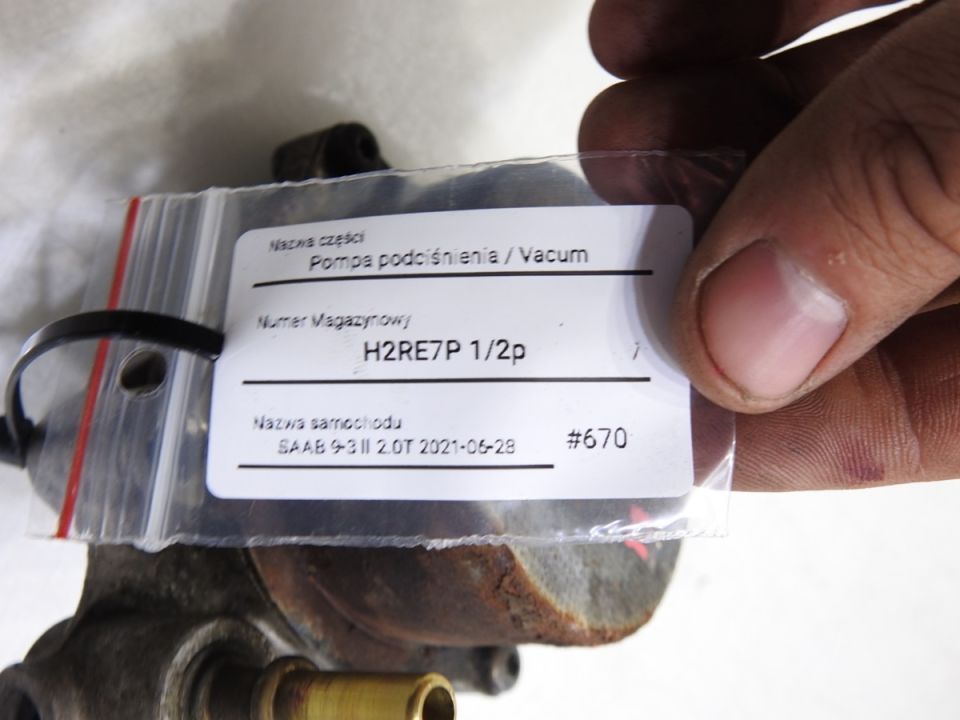 Nazwa części
Pompa podciśnienia / Vacum
Numer Magazynowy
H2RE7P 1/2p /
Nazwa samochodu
SAAB 9-3 II 2.0T 2021-06-28 #670